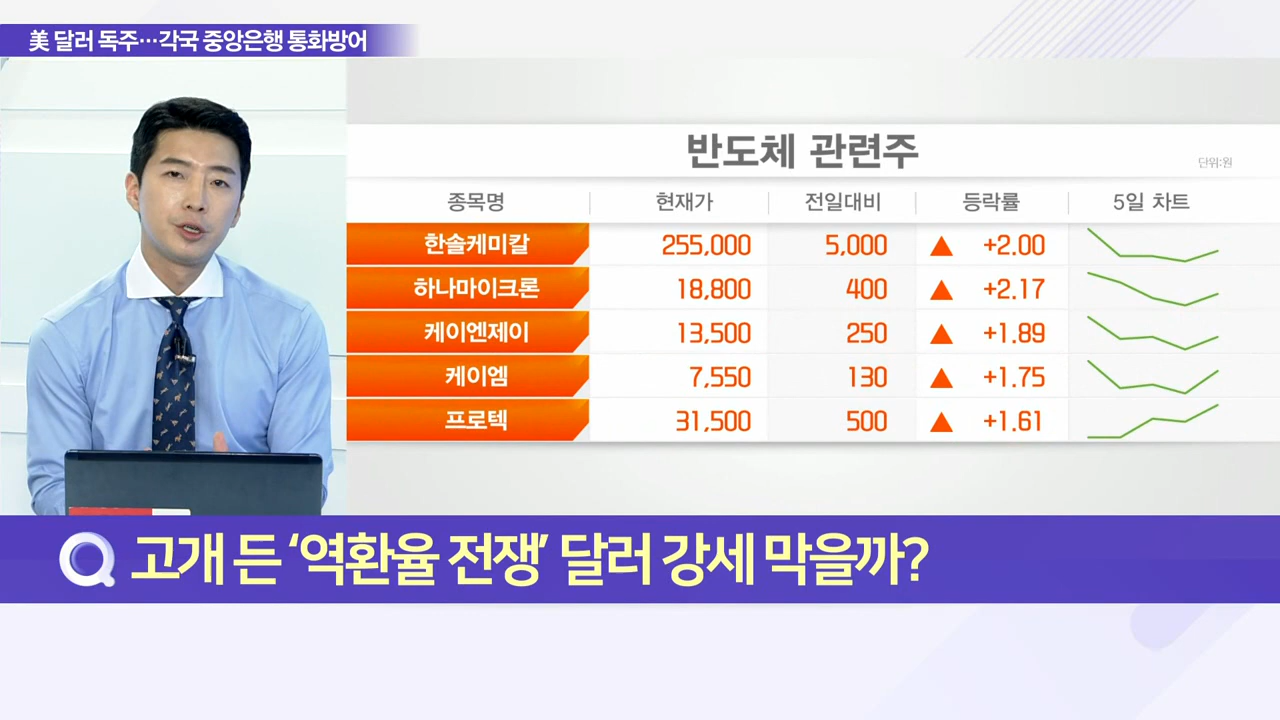 美 달러 독주…각국 중앙은행 통화방어
반도체 관련주
단위:원
종목명 현재가 전일대비 등락률 5일 차트
한솔케미칼 255,000 5,000 ▲ +2.00
하나마이크론 18,800 400 ▲ +2.17
케이엔제이 13,500 250 ▲ +1.89
케이엠 7,550 130 ▲ +1.75
프로텍 31,500 500 ▲ +1.61
Q 고개 든 ‘역환율 전쟁’ 달러 강세 막을까?